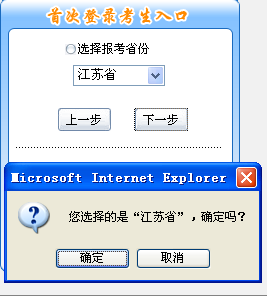 首次登录考生入口
选择报考省份
江苏省
上一步 下一步
Microsoft Internet Explorer
您选择的是“江苏省”，确定吗?
确定 取消